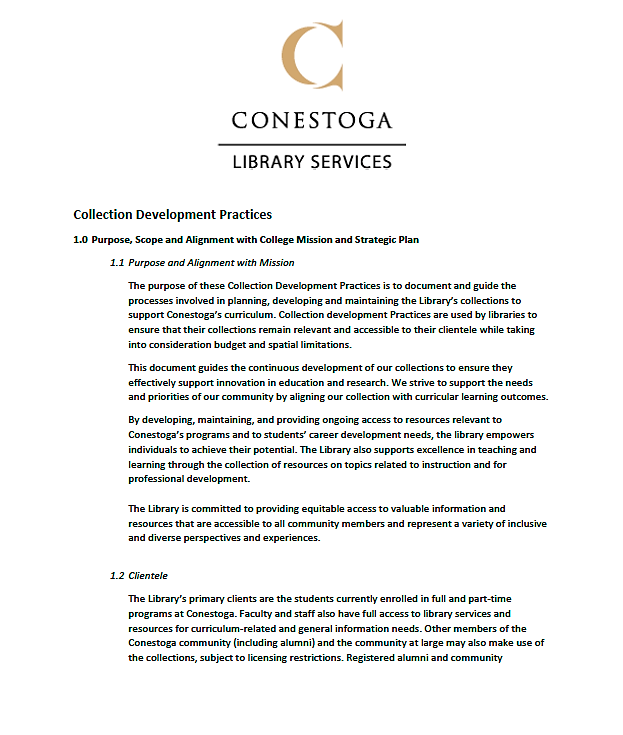 C
CONESTOGA
LIBRARY SERVICES
Collection Development Practices
1.0 Purpose, Scope and Alignment with College Mission and Strategic Plan
1.1 Purpose and Alignment with Mission
The purpose of these Collection Development Practices is to document and guide the
processes involved in planning, developing and maintaining the Library's collections to
support Conestoga's curriculum. Collection development Practices are used by libraries to
ensure that their collections remain relevant and accessible to their clientele while taking
into consideration budget and spatial limitations.
This document guides the continuous development of our collections to ensure they
effectively support innovation in education and research. We strive to support the needs
and priorities of our community by aligning our collection with curricular learning outcomes.
By developing, maintaining, and providing ongoing access to resources relevant to
Conestoga's programs and to students' career development needs, the library empowers
individuals to achieve their potential. The Library also supports excellence in teaching and
learning through the collection of resources on topics related to instruction and for
professional development.
The Library is committed to providing equitable access to valuable information and
resources that are accessible to all community members and represent a variety of inclusive
and diverse perspectives and experiences.
1.2 Clientele
The Library's primary clients are the students currently enrolled in full and part-time
programs at Conestoga. Faculty and staff also have full access to library services and
resources for curriculum-related and general information needs. Other members of the
Conestoga community (including alumni) and the community at large may also make use of
the collections, subject to licensing restrictions. Registered alumni and community